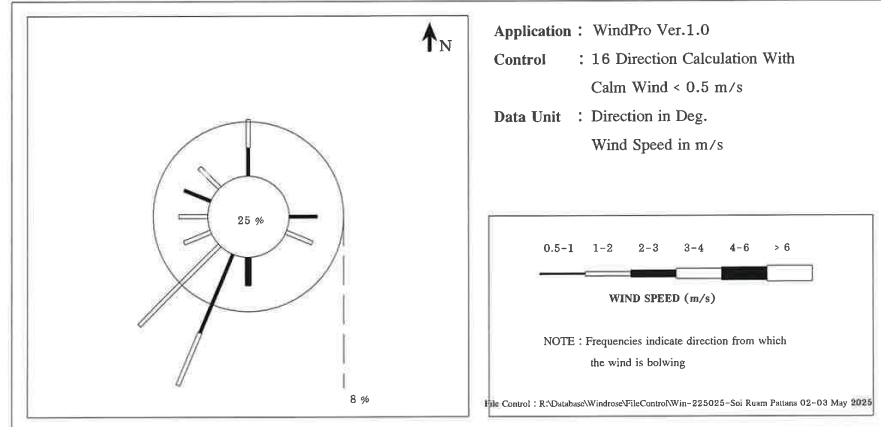 N
25 %
8 %
Application : WindPro Ver.1.0
Control : 16 Direction Calculation With
Calm Wind < 0.5 m/s
Data Unit : Direction in Deg.
Wind Speed in m/s
0.5-1 1-2 2-3 3-4 4-6 > 6
WIND SPEED (m/s)
NOTE : Frequencies indicate direction from which
the wind is bolwing
File Control : R:\Database\Windrose\FileControl\Win-225025-Soi Ruam Pattana 02-03 May 2025